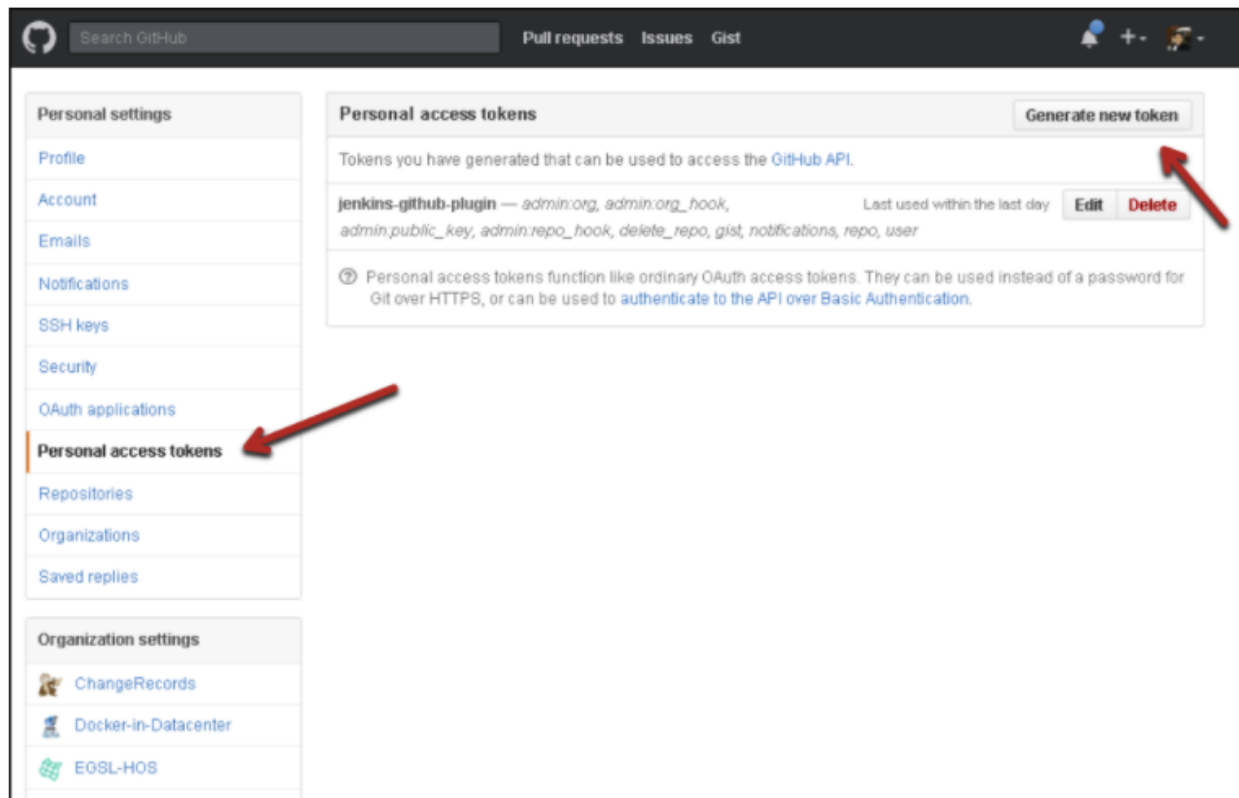 Search GitHub
Pull requests Issues Gist
Personal settings
Profile
Account
Emails
Notifications
SSH keys
Security
OAuth applications
Personal access tokens
Repositories
Organizations
Saved replies
Organization settings
ChangeRecords
Docker-in-Datacenter
EGSL-HOS
Personal access tokens
Generate new token
Tokens you have generated that can be used to access the GitHub API.
jenkins-github-plugin — admin:org, admin:org_hook, Last used within the last day Edit Delete
admin:public_key, admin:repo_hook, delete_repo, gist, notifications, repo, user
Personal access tokens function like ordinary OAuth access tokens. They can be used instead of a password for
Git over HTTPS, or can be used to authenticate to the API over Basic Authentication.